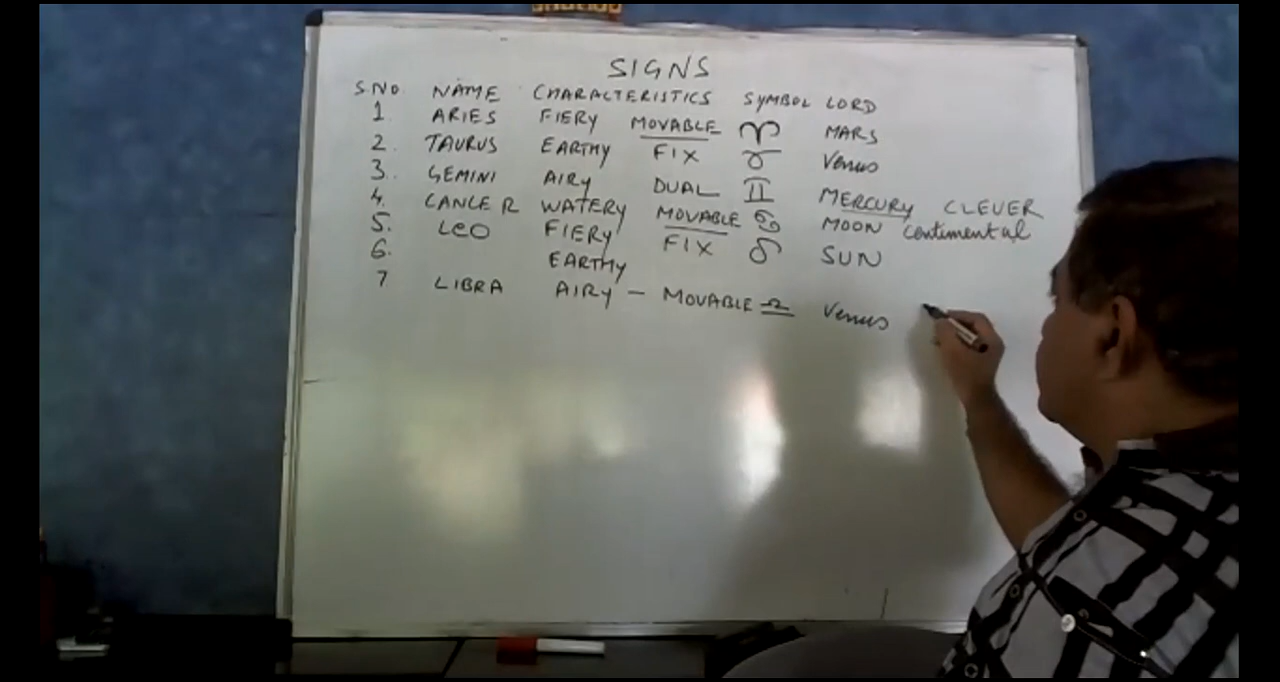 SIGNS
S.NO. NAME CHARACTERISTICS SYMBOL LORD
1. ARIES FIERY MOVABLE ♈ MARS
2. TAURUS EARTHY FIX ♉ Venus
3. GEMINI AIRY DUAL ♊ MERCURY CLEVER
4. CANCER WATERY MOVABLE ♋ MOON Centimental
5. LEO FIERY FIX ♌ SUN
6. EARTHY
7 LIBRA AIRY - MOVABLE ♎ Venus